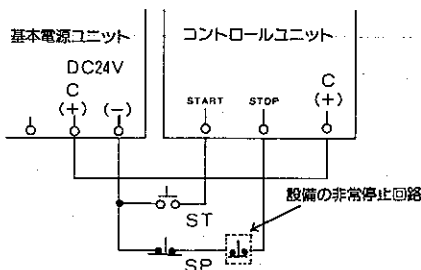 基本電源ユニット
DC24V
C
(+)
(-)
コントロールユニット
START
STOP
C
(+)
設備の非常停止回路
ST
SP